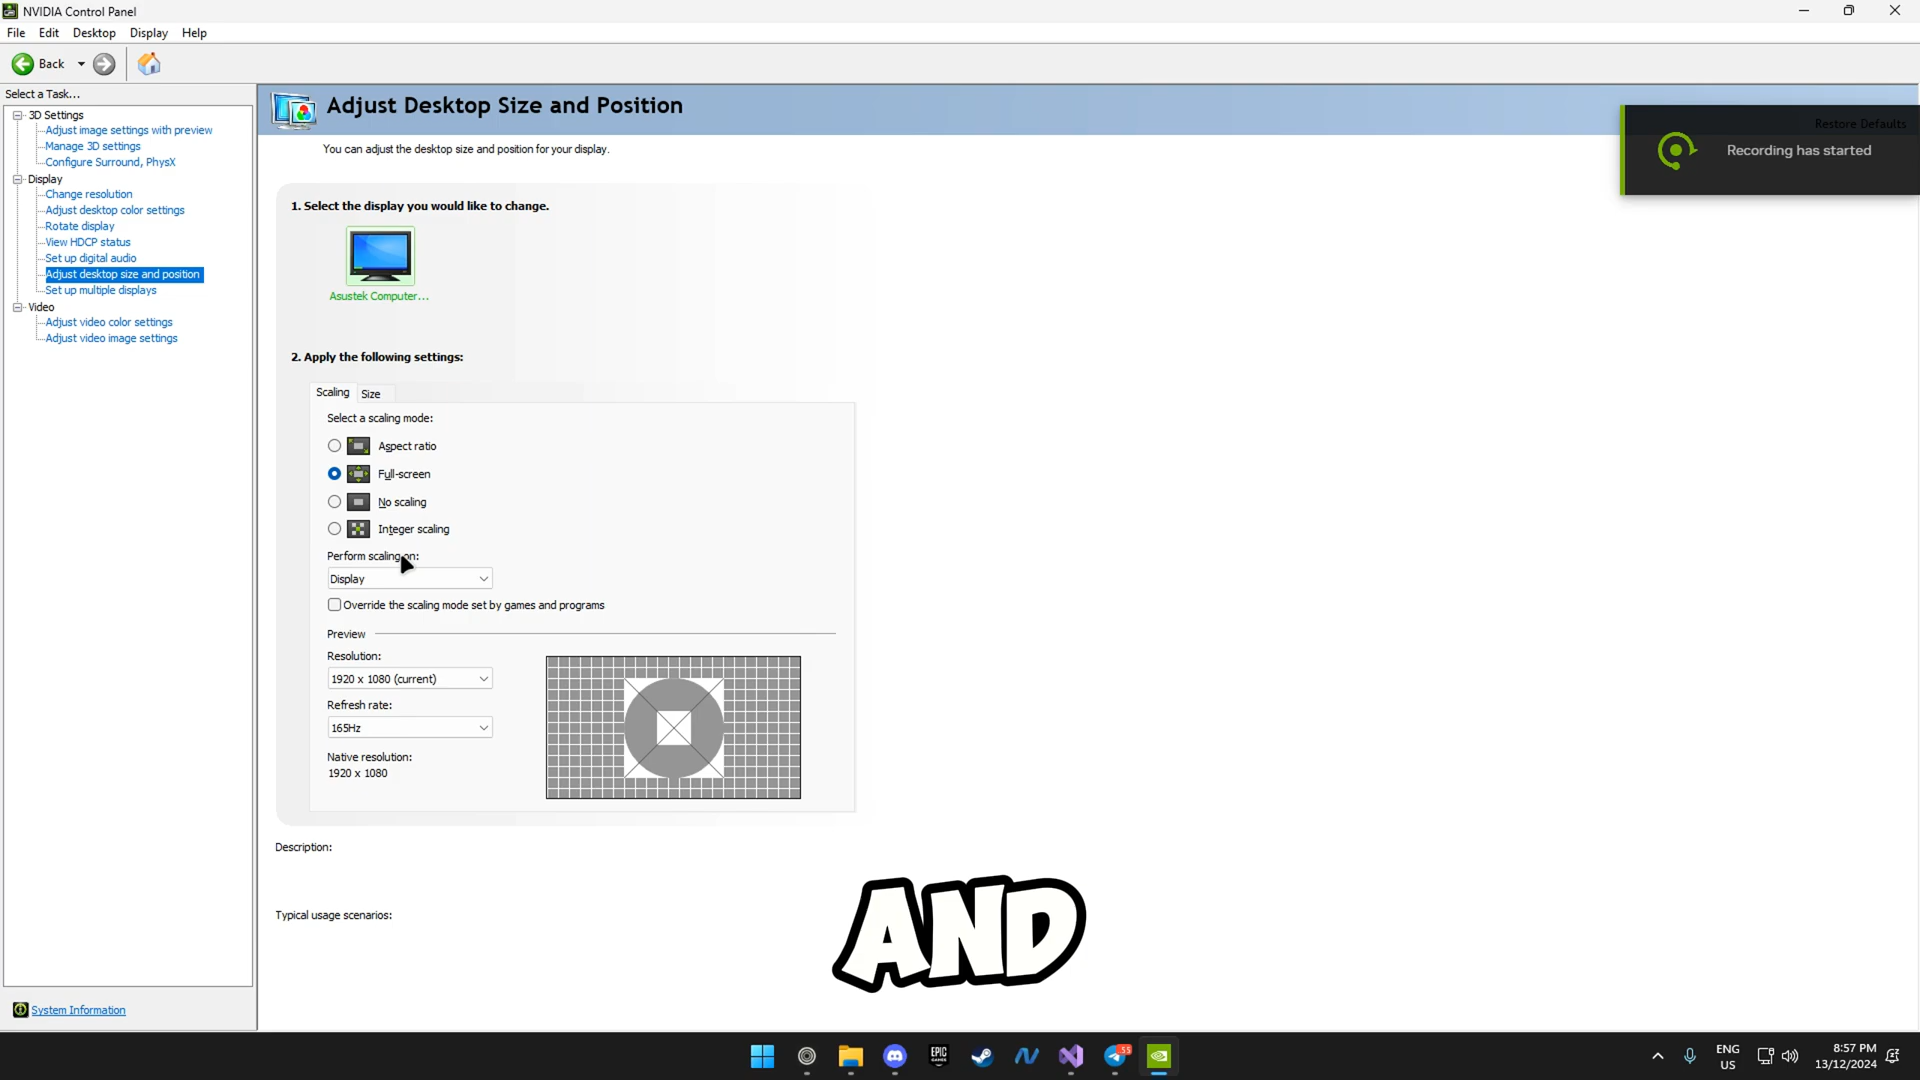 NVIDIA Control Panel
File Edit Desktop Display Help
Back
Select a Task...
3D Settings
Adjust image settings with preview
Manage 3D settings
Configure Surround, PhysX
Display
Change resolution
Adjust desktop color settings
Rotate display
View HDCP status
Set up digital audio
Adjust desktop size and position
Set up multiple displays
Video
Adjust video color settings
Adjust video image settings
System Information
Adjust Desktop Size and Position
Restore Defaults
Recording has started
You can adjust the desktop size and position for your display.
1. Select the display you would like to change.
Asustek Computer...
2. Apply the following settings:
Scaling Size
Select a scaling mode:
Aspect ratio
Full-screen
No scaling
Integer scaling
Perform scaling on:
Display
Override the scaling mode set by games and programs
Preview
Resolution:
1920 x 1080 (current)
Refresh rate:
165Hz
Native resolution:
1920 x 1080
Description:
Typical usage scenarios:
AND
EPIC
GAMES
55
ENG
US
8:57 PM
13/12/2024